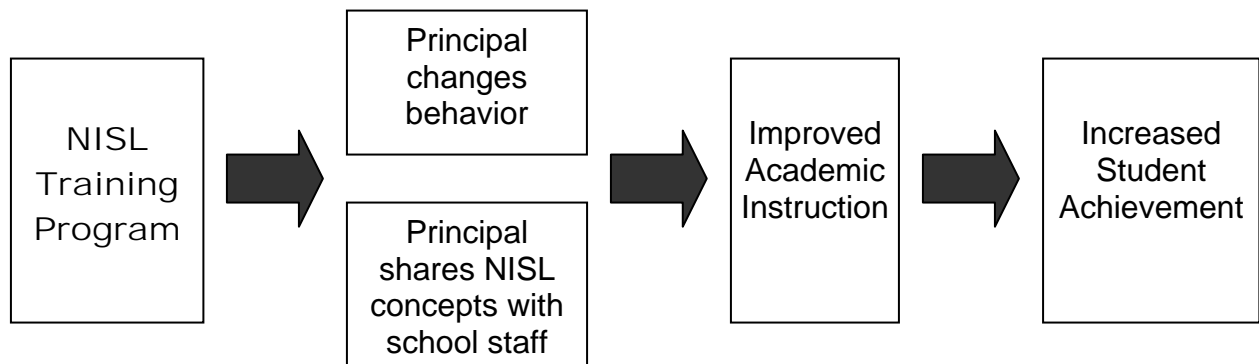 NISL
Training
Program
Principal
changes
behavior
Principal
shares NISL
concepts with
school staff
Improved
Academic
Instruction
Increased
Student
Achievement